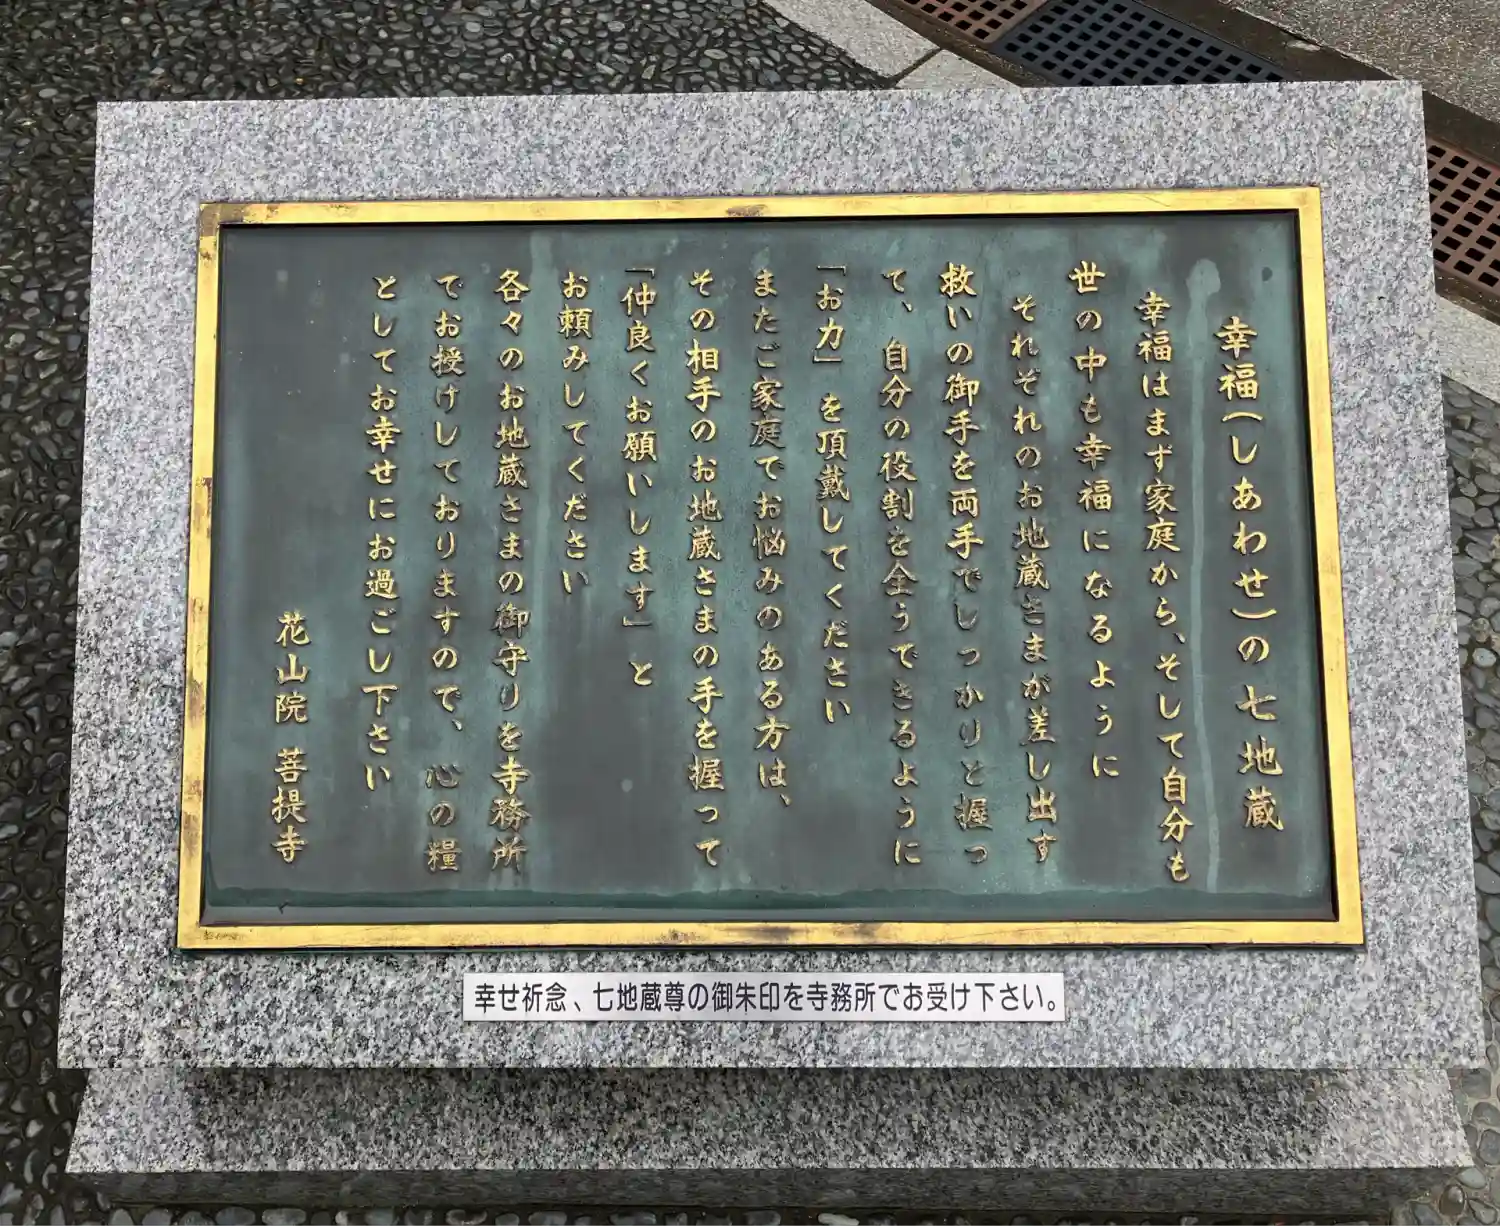 幸福(しあわせ)の七地蔵
幸福はまず家庭から、そして自分も
世の中も幸福になるように
それぞれのお地蔵さまが差し出す
救いの御手を両手でしっかりと握っ
て、自分の役割を全うできるように
「お力」を頂戴してください
またご家庭でお悩みのある方は、
その相手のお地蔵さまの手を握って
「仲良くお願いします」と
お頼みしてください
各々のお地蔵さまの御守りを寺務所
でお授けしておりますので、心の糧
としてお幸せにお過ごし下さい
花山院 菩提寺
幸せ祈念、七地蔵尊の御朱印を寺務所でお受け下さい。